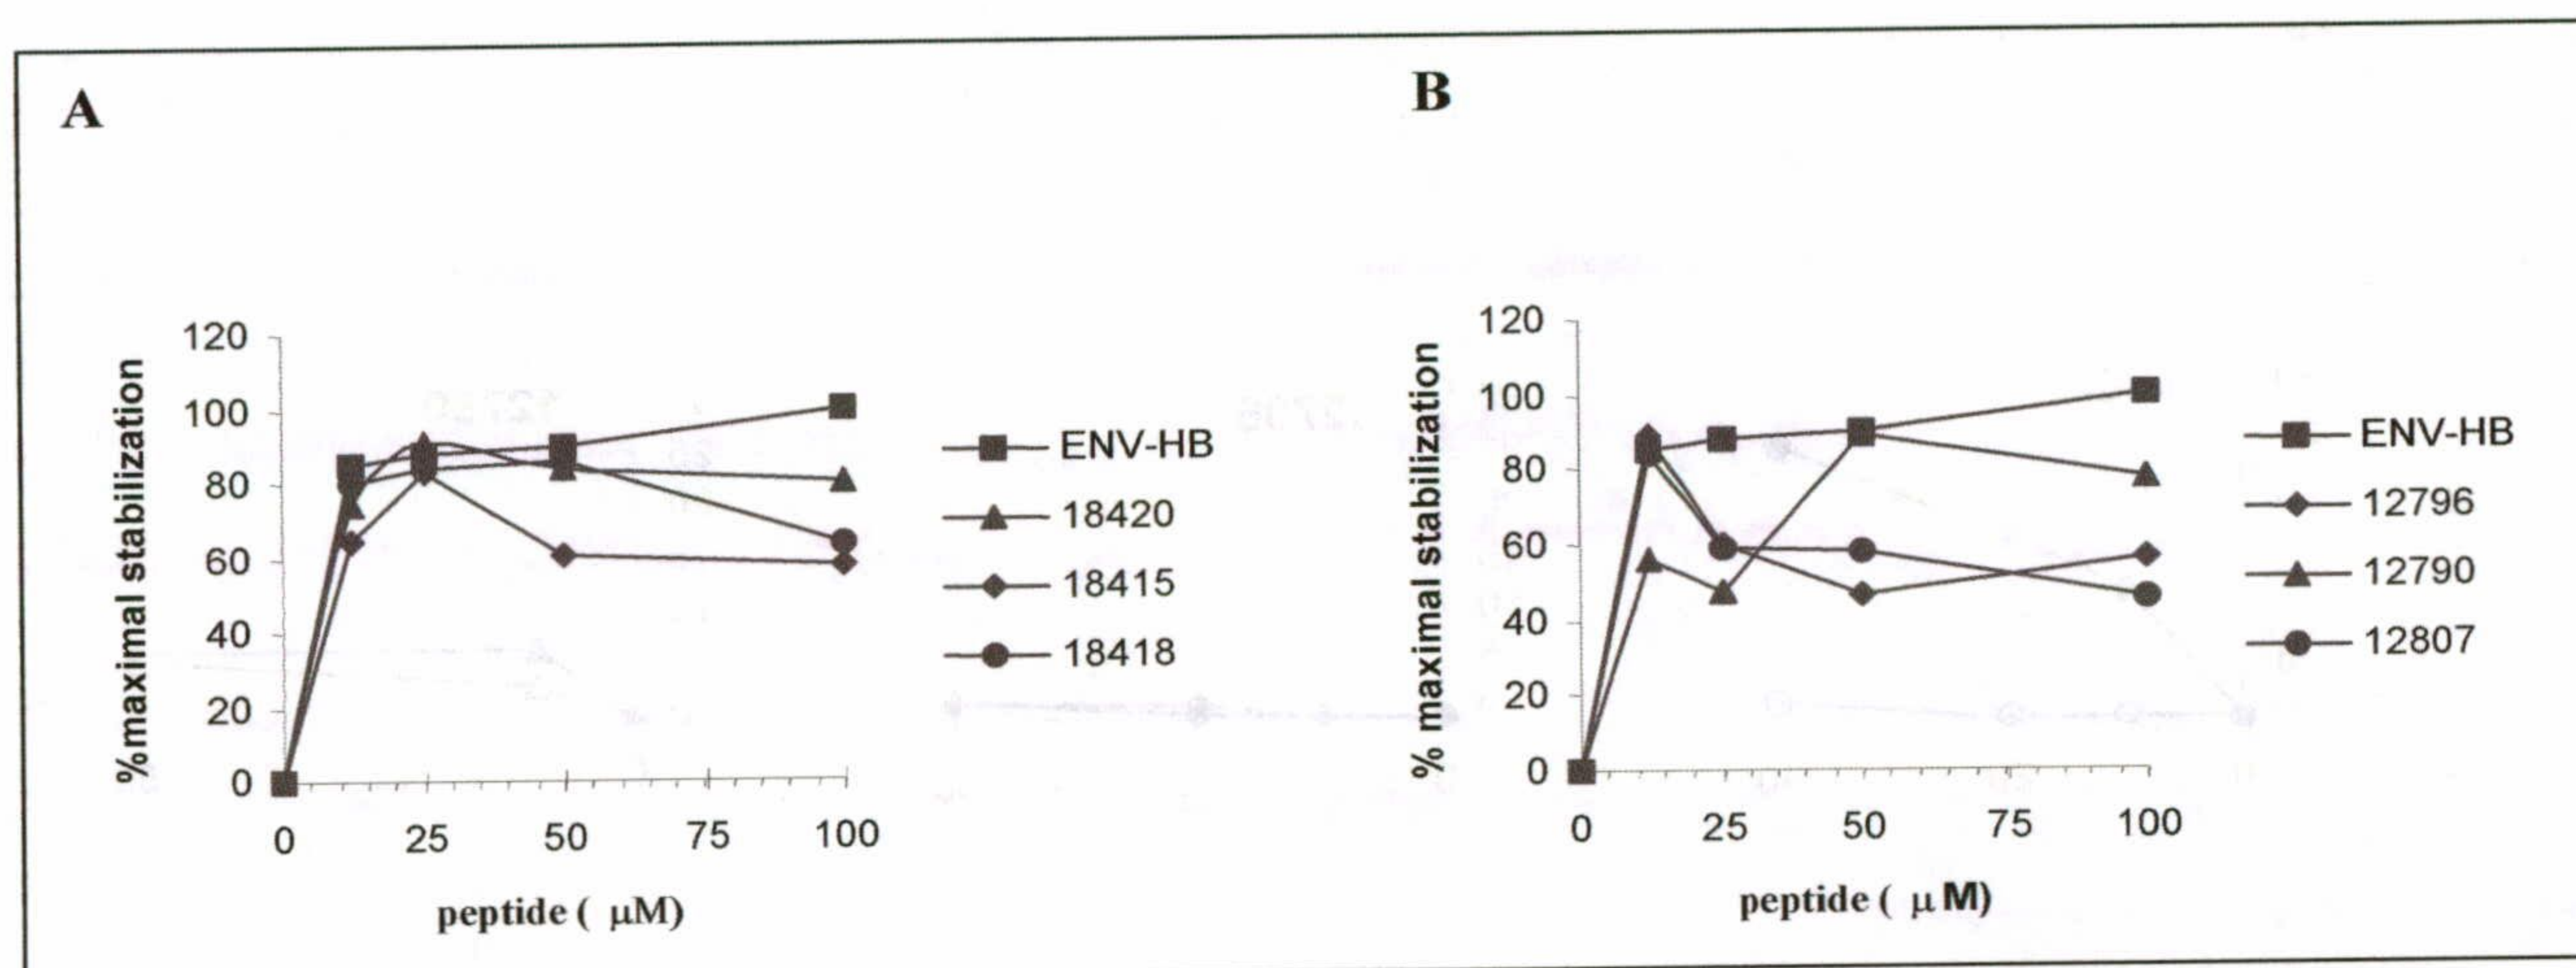 A
B
%maximal stabilization
120
100
80
60
40
20
0
0 25 50 75 100
peptide ( μM)
ENV-HB
18420
18415
18418
% maximal stabilization
120
100
80
60
40
20
0
0 25 50 75 100
peptide ( μ M)
ENV-HB
12796
12790
12807